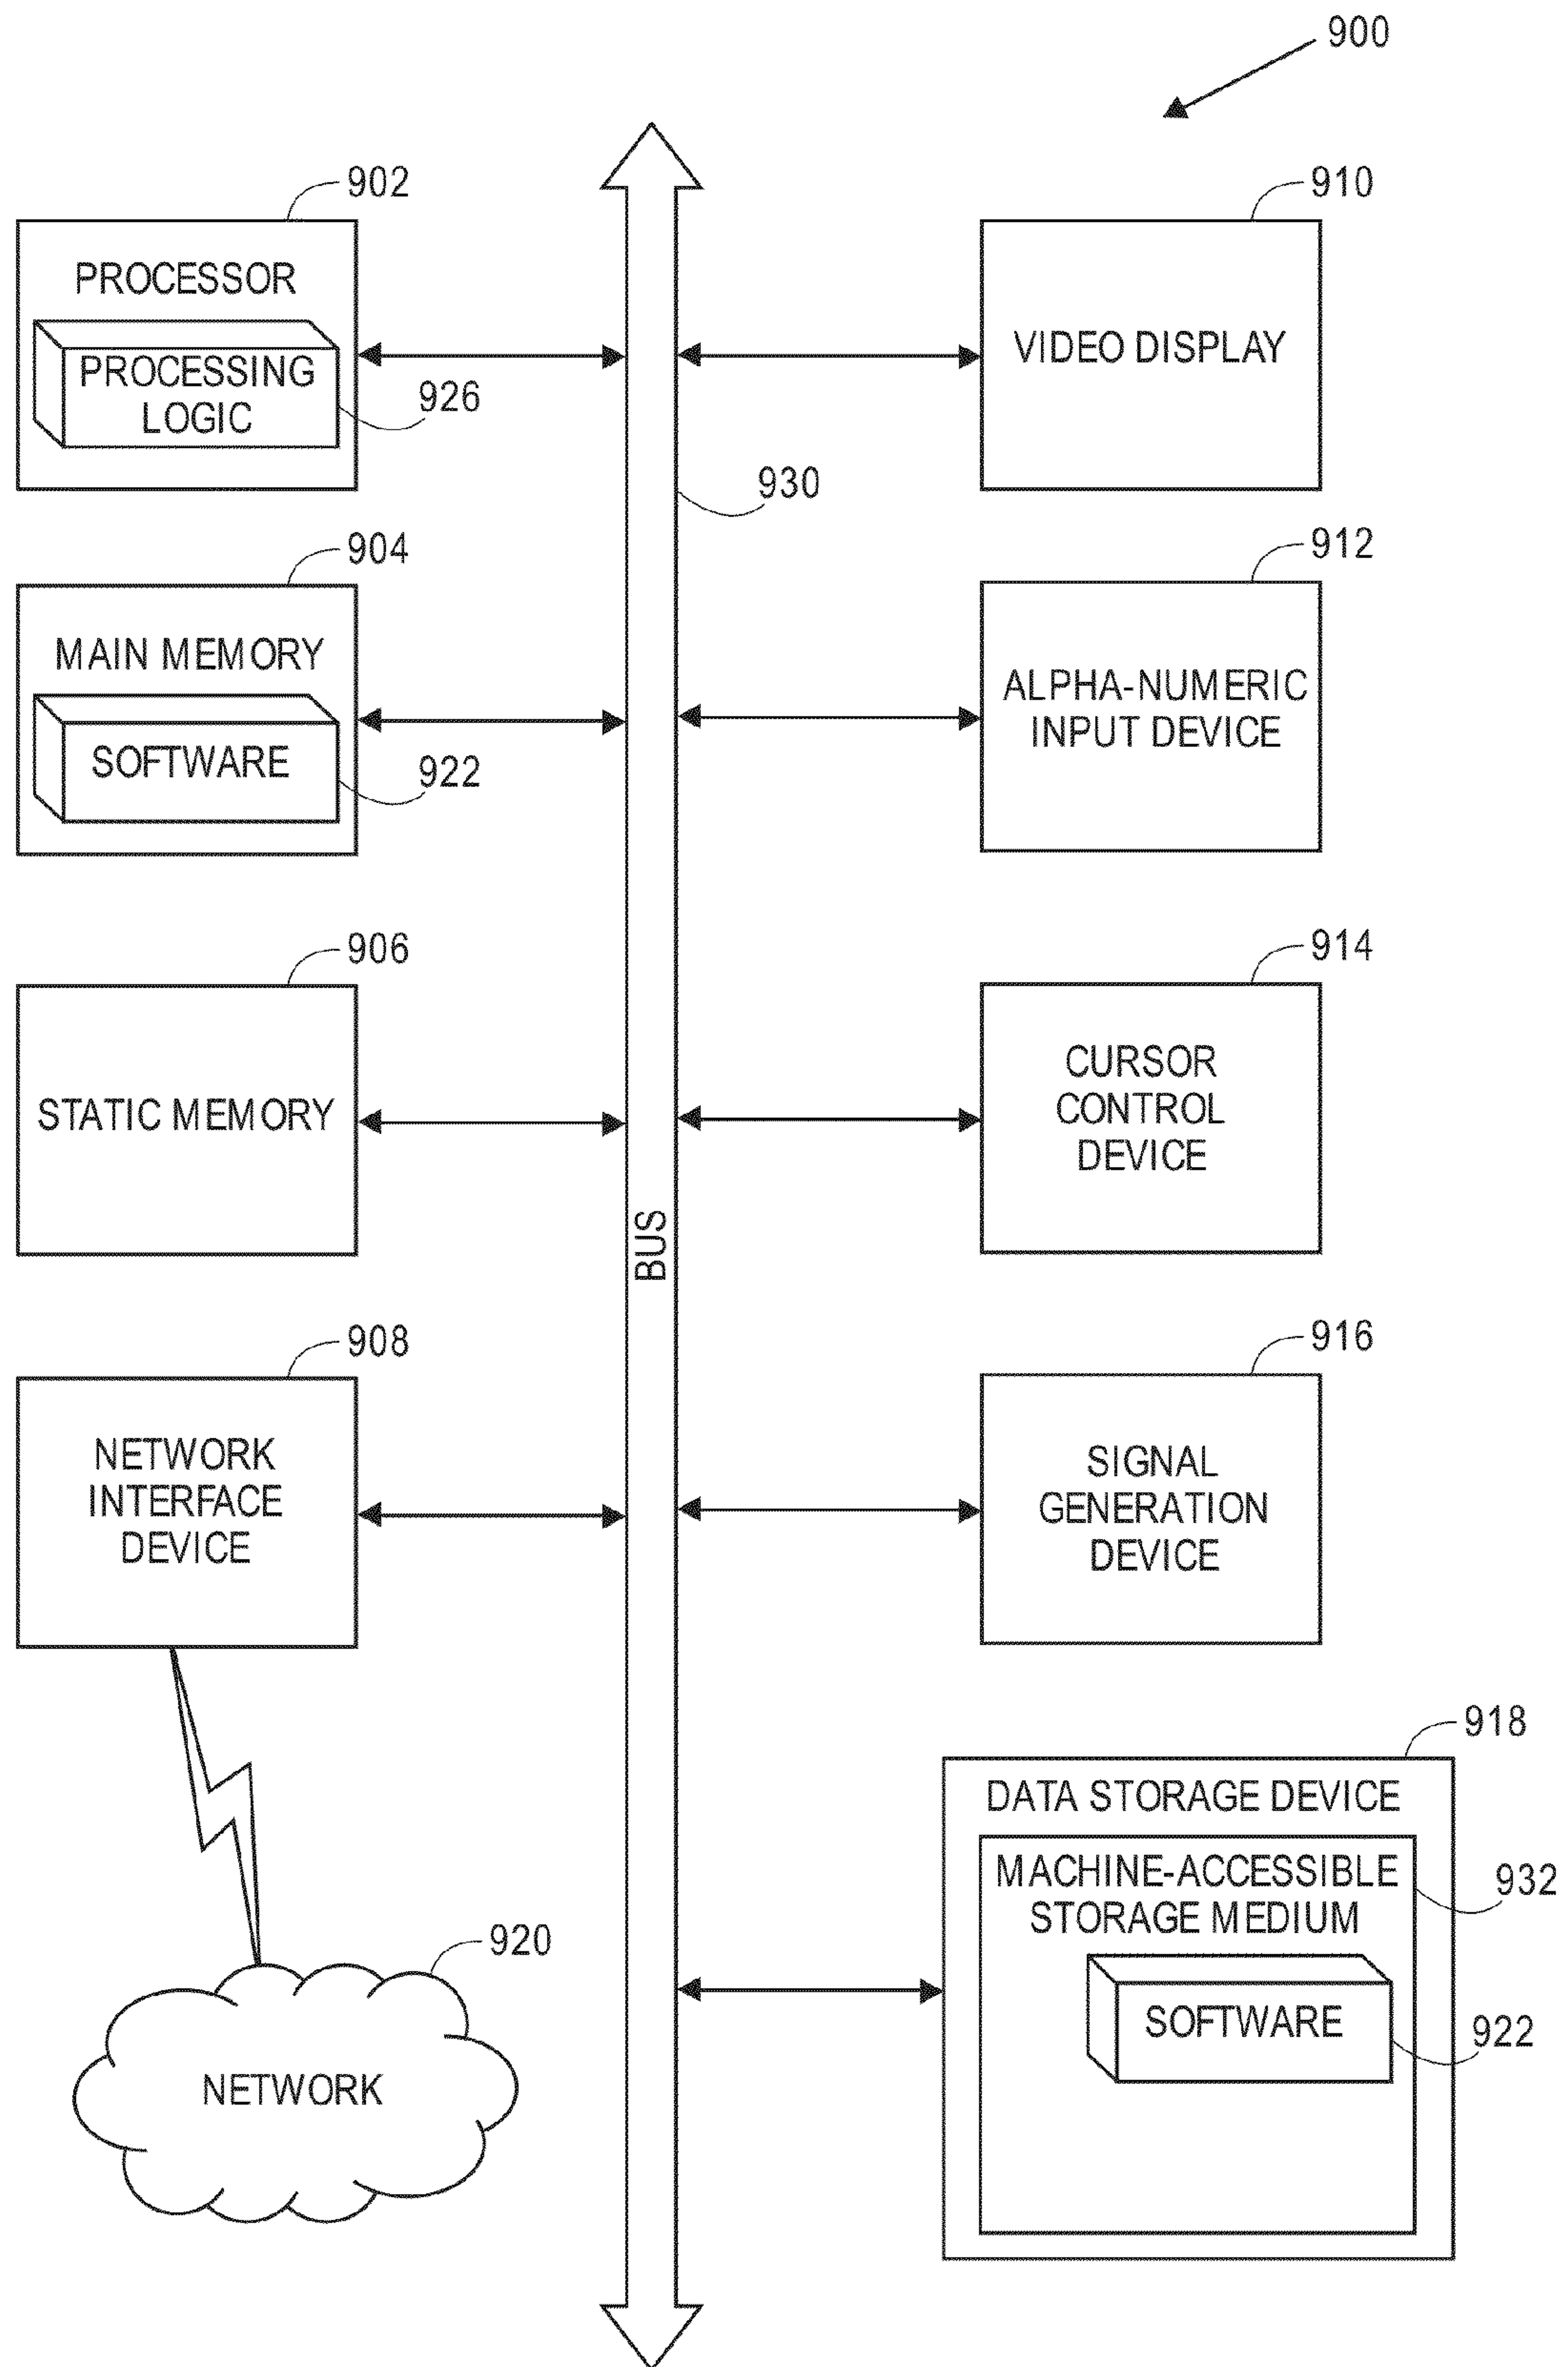 900
902
PROCESSOR
PROCESSING
LOGIC
926
904
MAIN MEMORY
SOFTWARE
922
906
STATIC MEMORY
908
NETWORK
INTERFACE
DEVICE
920
NETWORK
930
BUS
910
VIDEO DISPLAY
912
ALPHA-NUMERIC
INPUT DEVICE
914
CURSOR
CONTROL
DEVICE
916
SIGNAL
GENERATION
DEVICE
918
DATA STORAGE DEVICE
MACHINE-ACCESSIBLE
STORAGE MEDIUM
932
SOFTWARE
922